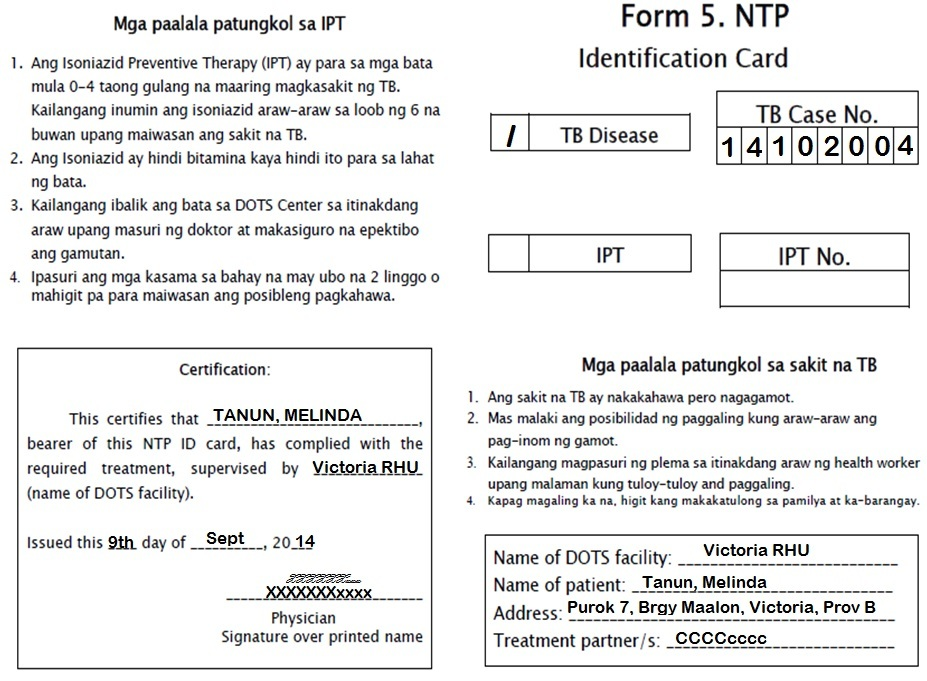 Mga paalala patungkol sa IPT
1. Ang Isoniazid Preventive Therapy (IPT) ay para sa mga bata
mula 0-4 taong gulang na maaring magkasakit ng TB.
Kailangang inumin ang isoniazid araw-araw sa loob ng 6 na
buwan upang maiwasan ang sakit na TB.
2. Ang Isoniazid ay hindi bitamina kaya hindi ito para sa lahat
ng bata.
3. Kailangang ibalik ang bata sa DOTS Center sa itinakdang
araw upang masuri ng doktor at makasiguro na epektibo
ang gamutan.
4. Ipasuri ang mga kasama sa bahay na may ubo na 2 linggo o
mahigit pa para maiwasan ang posibleng pagkahawa.
Certification:
This certifies that TANUN, MELINDA,
bearer of this NTP ID card, has complied with the
required treatment, supervised by Victoria RHU
(name of DOTS facility).
Issued this 9th day of Sept, 2014
XXXXXXXxxxx
Physician
Signature over printed name
Form 5. NTP
Identification Card
/ TB Disease
TB Case No.
14102004
IPT
IPT No.
Mga paalala patungkol sa sakit na TB
1. Ang sakit na TB ay nakakahawa pero nagagamot.
2. Mas malaki ang posibilidad ng paggaling kung araw-araw ang
pag-inom ng gamot.
3. Kailangang magpasuri ng plema sa itinakdang araw ng health worker
upang malaman kung tuloy-tuloy and paggaling.
4. Kapag magaling ka na, higit kang makakatulong sa pamilya at ka-barangay.
Name of DOTS facility: Victoria RHU
Name of patient: Tanun, Melinda
Address: Purok 7, Brgy Maalon, Victoria, Prov B
Treatment partner/s: CCCCcccc